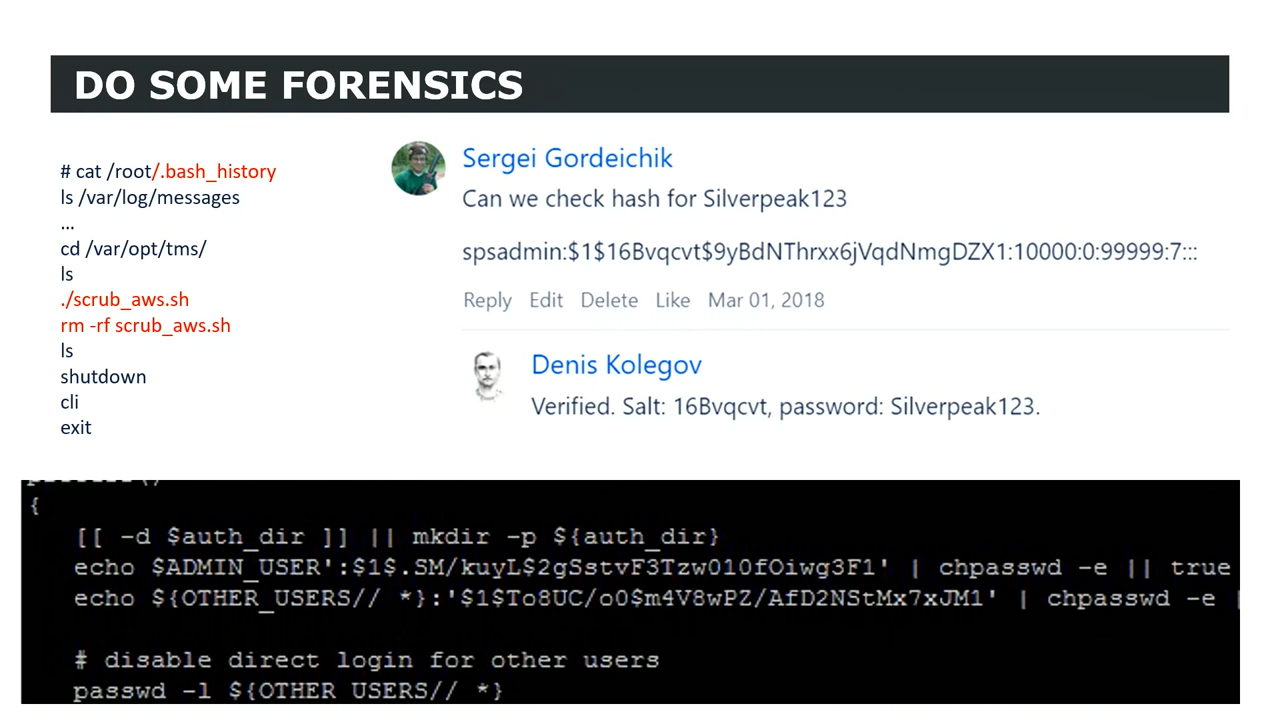 DO SOME FORENSICS
# cat /root/.bash_history
ls /var/log/messages
...
cd /var/opt/tms/
ls
./scrub_aws.sh
rm -rf scrub_aws.sh
ls
shutdown
cli
exit
Sergei Gordeichik
Can we check hash for Silverpeak123
spsadmin:$1$16Bvqcvt$9yBdNThrxx6jVqdNmgDZX1:10000:0:99999:7:::
Reply Edit Delete Like Mar 01, 2018
Denis Kolegov
Verified. Salt: 16Bvqcvt, password: Silverpeak123.
{
[[ -d $auth_dir ]] || mkdir -p ${auth_dir}
echo $ADMIN_USER':$1$.SM/kuyL$2gSstvF3Tzw010fOiwg3F1' | chpasswd -e || true
echo ${OTHER_USERS// *}:'$1$To8UC/o0$m4V8wPZ/AfD2NStMx7xJM1' | chpasswd -e |
# disable direct login for other users
passwd -l ${OTHER_USERS// *}